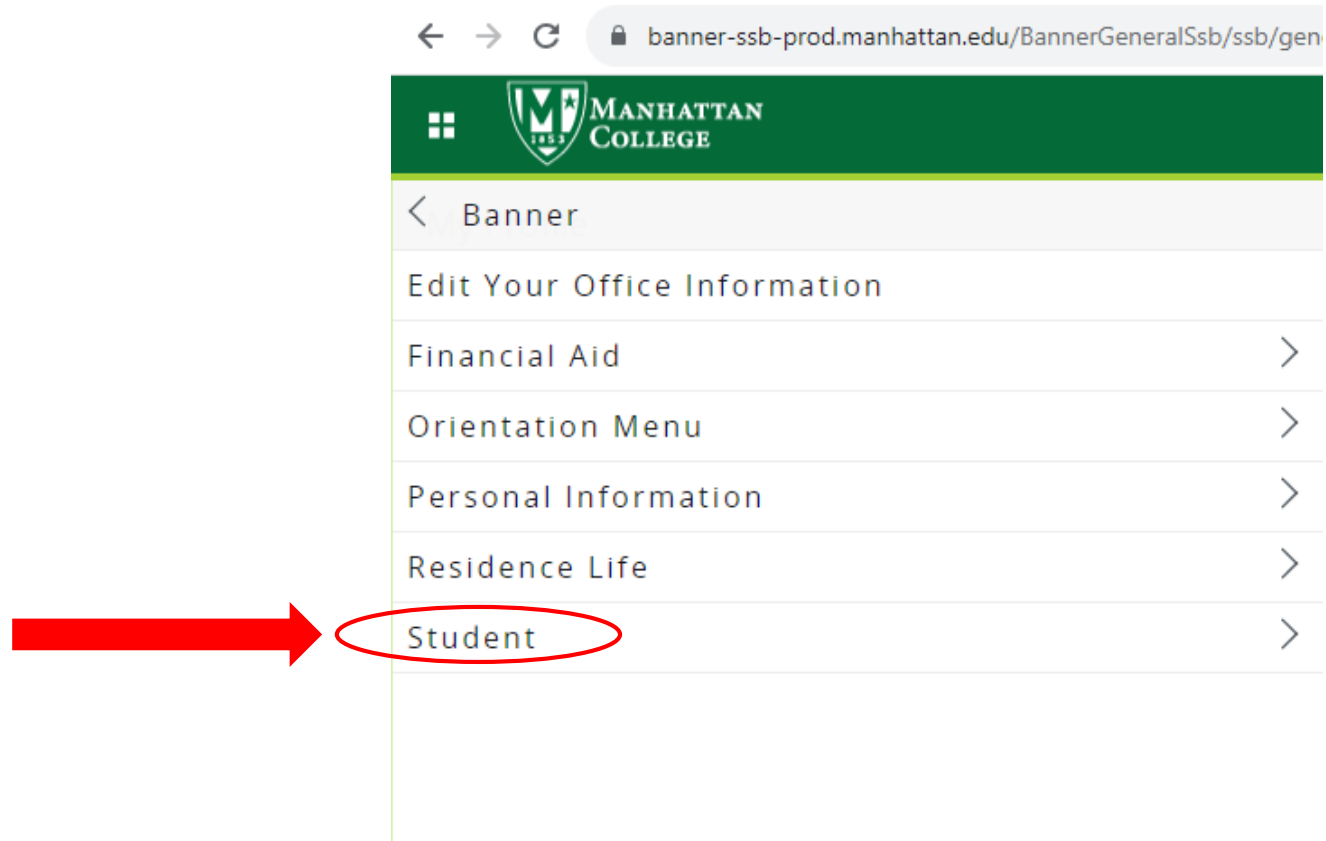 banner-ssb-prod.manhattan.edu/BannerGeneralSsb/ssb/gen
MANHATTAN
COLLEGE
1853
Banner
Edit Your Office Information
Financial Aid
Orientation Menu
Personal Information
Residence Life
Student